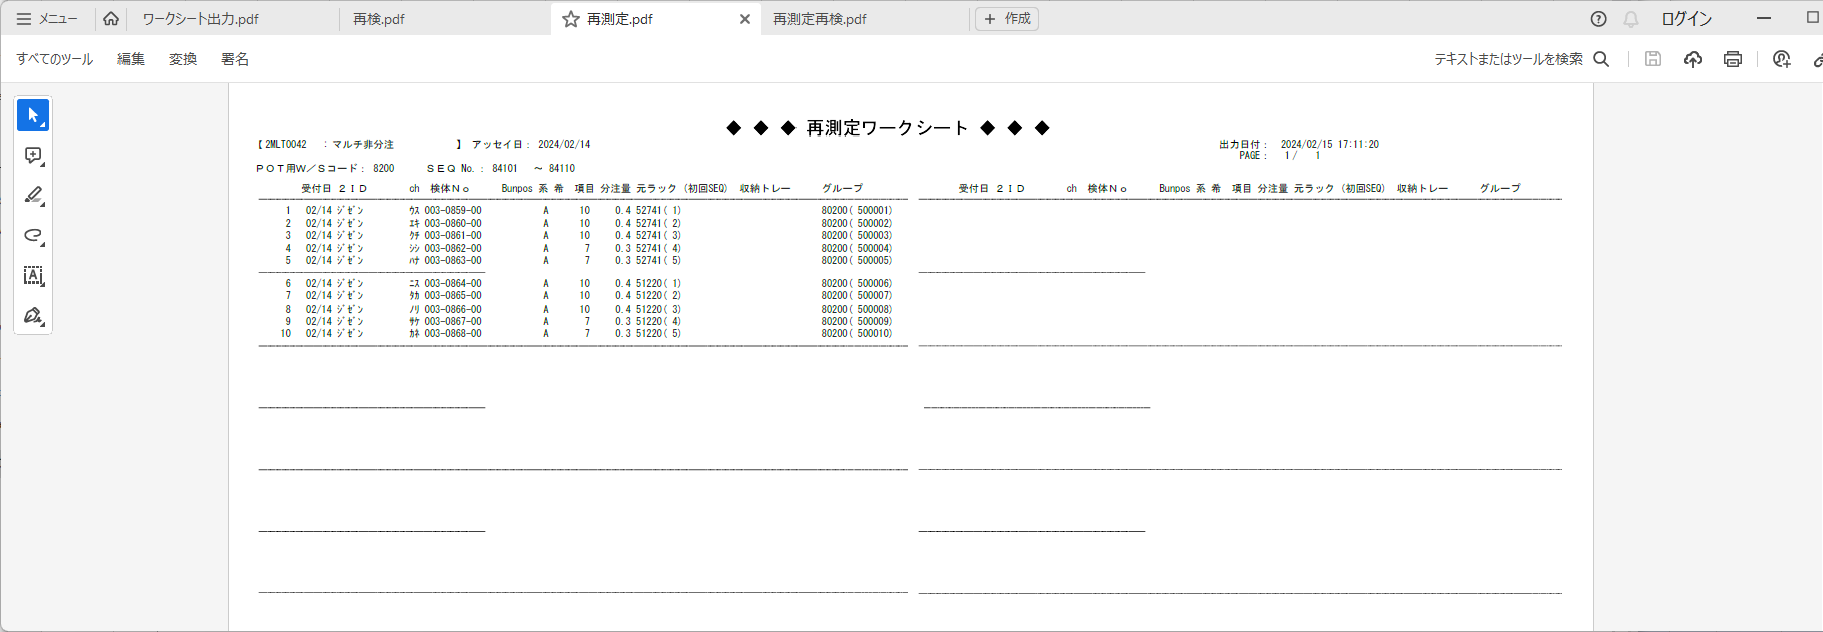 メニュー ワークシート出力.pdf 再検.pdf 再測定.pdf 再測定再検.pdf + 作成 ログイン
すべてのツール 編集 変換 署名 テキストまたはツールを検索
◆ ◆ ◆ 再測定ワークシート ◆ ◆ ◆
【 2MLT0042 : マルチ非分注 】 アッセイ日: 2024/02/14 出力日付: 2024/02/15 17:11:20
PAGE: 1/ 1
POT用W/Sコード: 8200 SEQ No.: 84101 ~ 84110
受付日 2ID ch 検体No Bunpos 系 希 項目 分注量 元ラック (初回SEQ) 収納トレー グループ 受付日 2ID ch 検体No Bunpos 系 希 項目 分注量 元ラック (初回SEQ) 収納トレー グループ
1 02/14 ジゼン ウス 003-0859-00 A 10 0.4 52741( 1) 80200( 500001)
2 02/14 ジゼン エキ 003-0860-00 A 10 0.4 52741( 2) 80200( 500002)
3 02/14 ジゼン クチ 003-0861-00 A 10 0.4 52741( 3) 80200( 500003)
4 02/14 ジゼン シシ 003-0862-00 A 7 0.3 52741( 4) 80200( 500004)
5 02/14 ジゼン ハナ 003-0863-00 A 7 0.3 52741( 5) 80200( 500005)
6 02/14 ジゼン ニス 003-0864-00 A 10 0.4 51220( 1) 80200( 500006)
7 02/14 ジゼン タカ 003-0865-00 A 10 0.4 51220( 2) 80200( 500007)
8 02/14 ジゼン ノリ 003-0866-00 A 10 0.4 51220( 3) 80200( 500008)
9 02/14 ジゼン サケ 003-0867-00 A 7 0.3 51220( 4) 80200( 500009)
10 02/14 ジゼン カネ 003-0868-00 A 7 0.3 51220( 5) 80200( 500010)